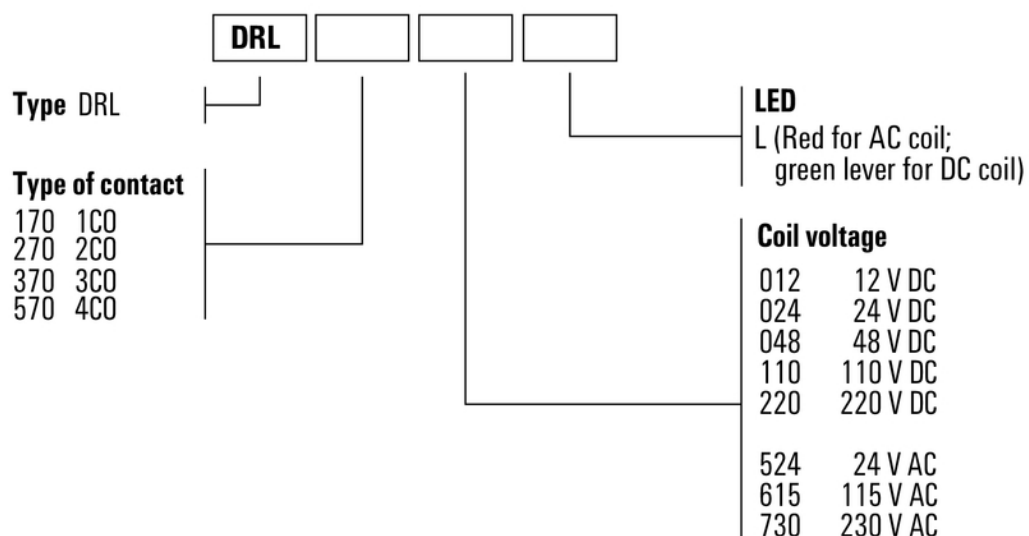 DRL
Type DRL
Type of contact
170 1CO
270 2CO
370 3CO
570 4CO
LED
L (Red for AC coil;
green lever for DC coil)
Coil voltage
012 12 V DC
024 24 V DC
048 48 V DC
110 110 V DC
220 220 V DC
524 24 V AC
615 115 V AC
730 230 V AC